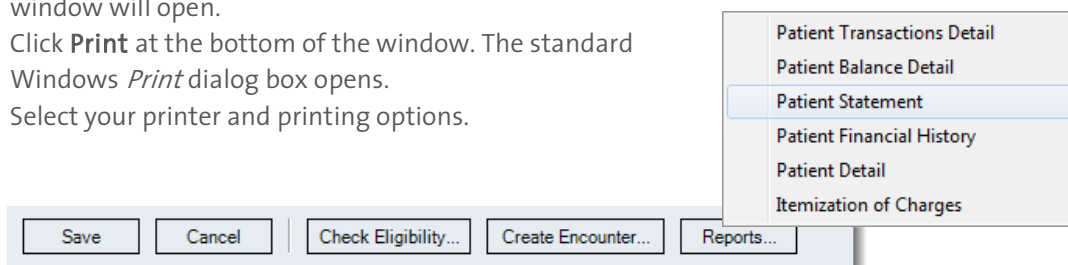 window will open.
Click Print at the bottom of the window. The standard
Windows Print dialog box opens.
Select your printer and printing options.
Patient Transactions Detail
Patient Balance Detail
Patient Statement
Patient Financial History
Patient Detail
Itemization of Charges
Save Cancel Check Eligibility... Create Encounter... Reports...